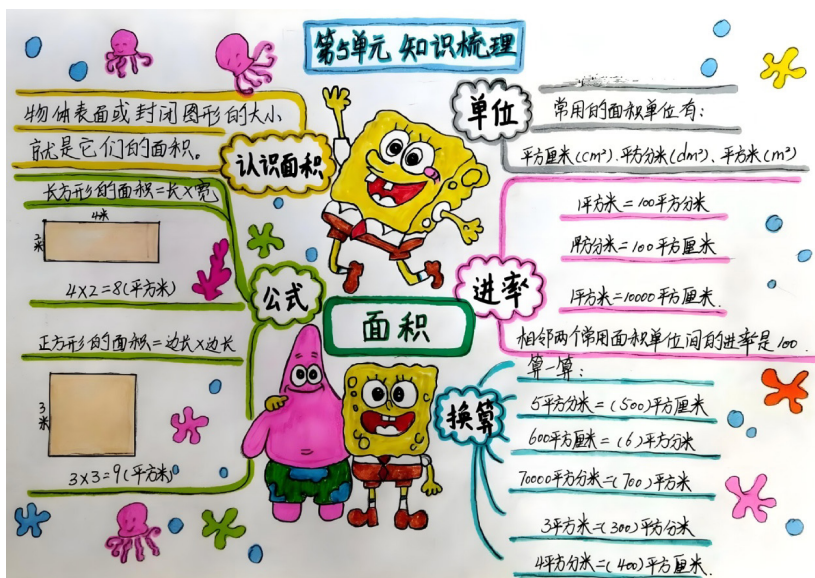 第5单元 知识梳理
物体表面或封闭图形的大小
就是它们的面积。
认识面积
长方形的面积=长×宽
4米
2米
4×2=8(平方米)
公式
正方形的面积=边长×边长
3米
3×3=9(平方米)
面积
单位
常用的面积单位有:
平方厘米(cm²)、平方分米(dm²)、平方米(m²)
进率
1平方米=100平方分米
1平方分米=100平方厘米
1平方米=10000平方厘米.
相邻两个常用面积单位间的进率是100.
换算
算一算:
5平方分米=(500)平方厘米
600平方厘米=(6)平方分米
70000平方分米=(700)平方米
3平方米=(300)平方分米
4平方分米=(400)平方厘米.